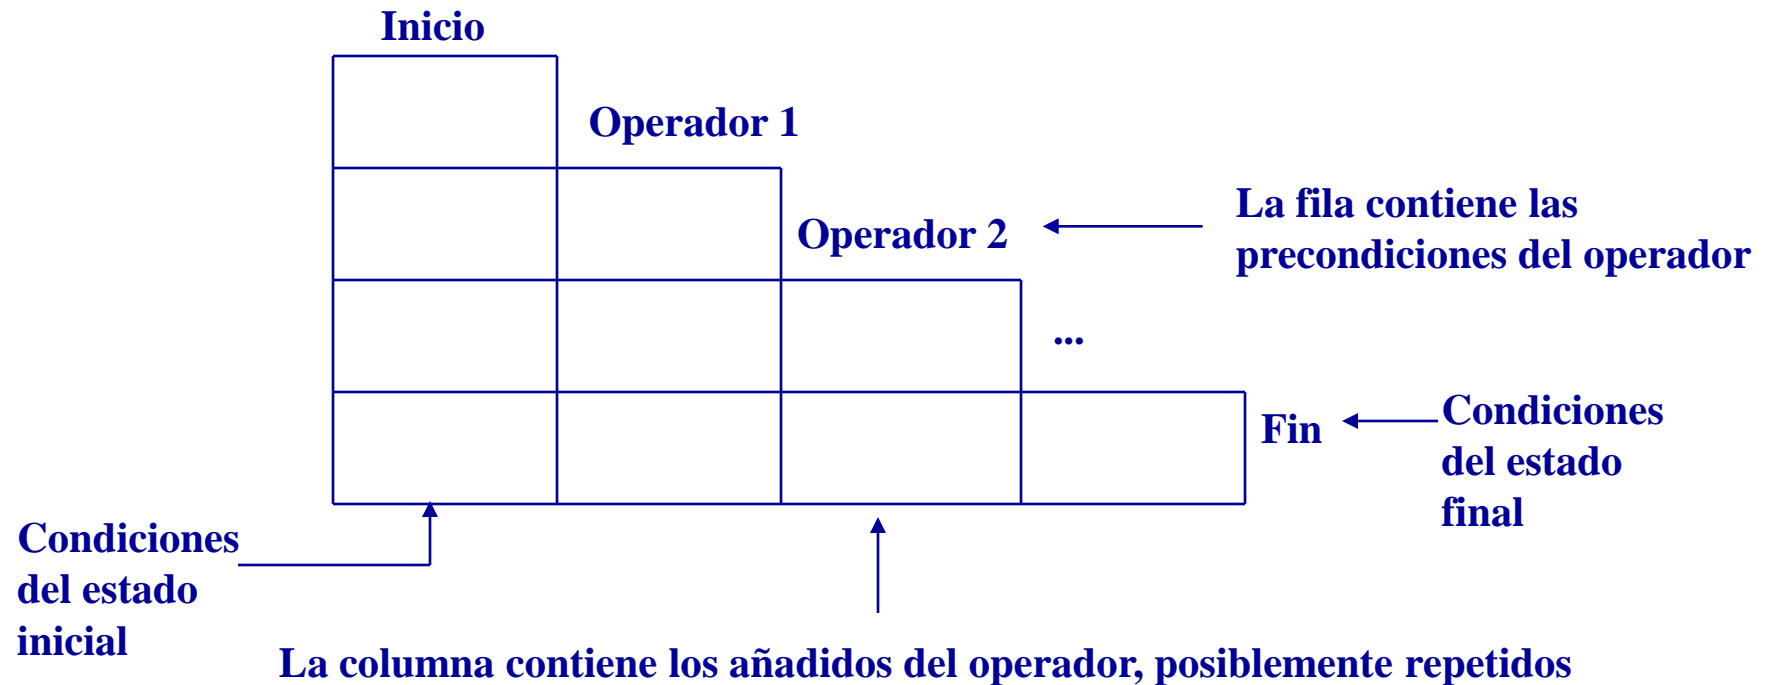 Inicio
Operador 1
Operador 2
La fila contiene las
precondiciones del operador
...
Fin
Condiciones
del estado
final
Condiciones
del estado
inicial
La columna contiene los añadidos del operador, posiblemente repetidos